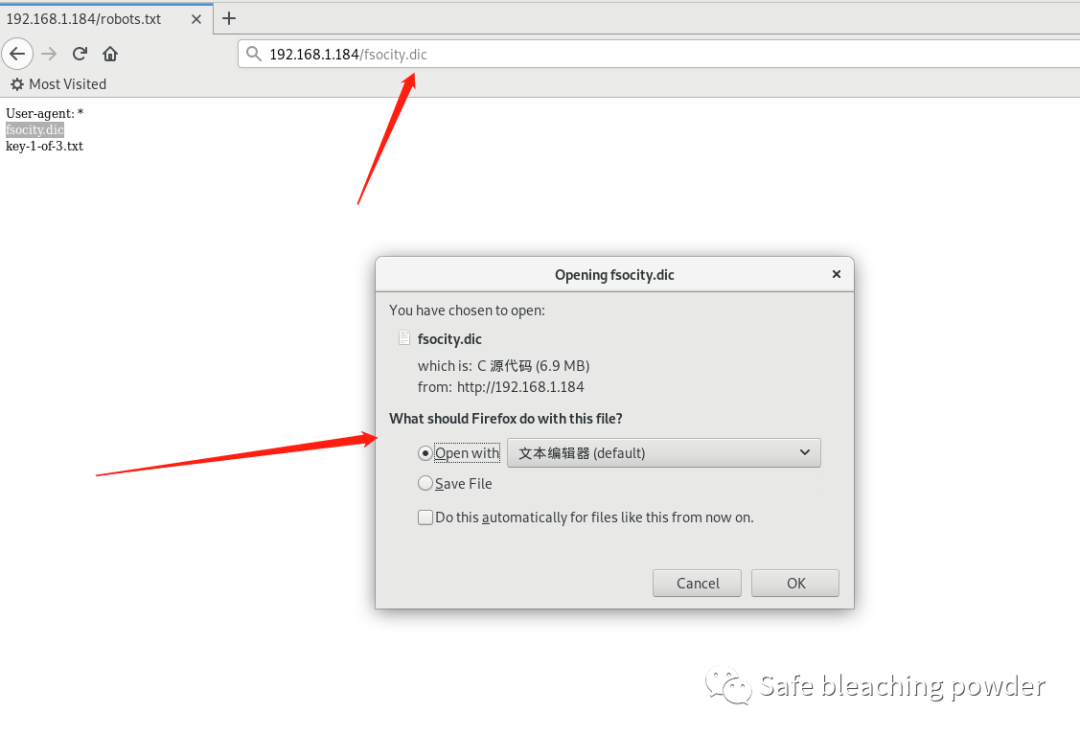 192.168.1.184/robots.txt
192.168.1.184/fsocity.dic
Most Visited
User-agent: *
fsocity.dic
key-1-of-3.txt
Opening fsocity.dic
You have chosen to open:
fsocity.dic
which is: C 源代码 (6.9 MB)
from: http://192.168.1.184
What should Firefox do with this file?
Open with 文本编辑器 (default)
Save File
Do this automatically for files like this from now on.
Cancel OK
Safe bleaching powder